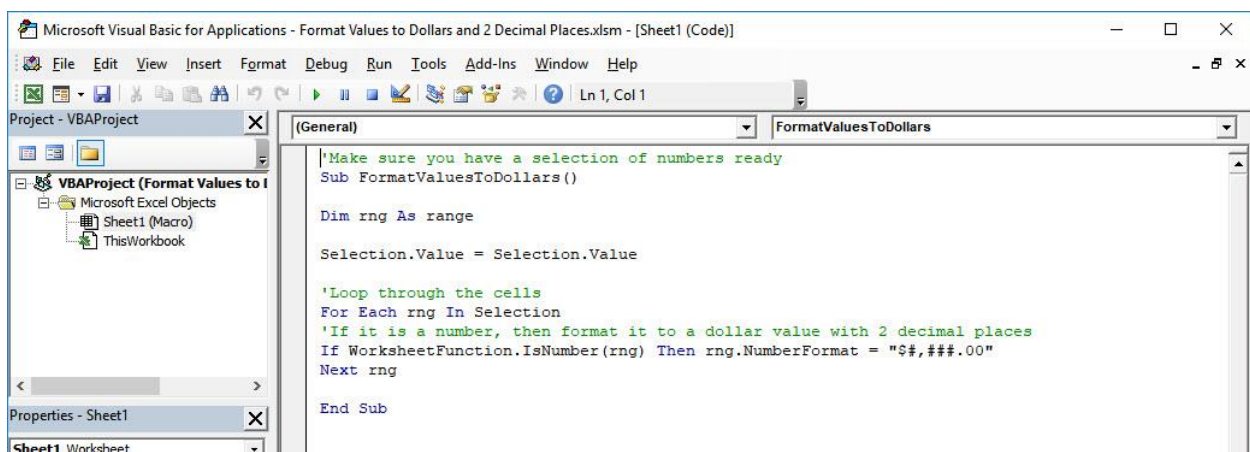 Microsoft Visual Basic for Applications - Format Values to Dollars and 2 Decimal Places.xlsm - [Sheet1 (Code)]
File Edit View Insert Format Debug Run Tools Add-Ins Window Help
Ln 1, Col 1
Project - VBAProject
(General) FormatValuesToDollars
VBAProject (Format Values to
Microsoft Excel Objects
Sheet1 (Macro)
ThisWorkbook
'Make sure you have a selection of numbers ready
Sub FormatValuesToDollars()
Dim rng As range
Selection.Value = Selection.Value
'Loop through the cells
For Each rng In Selection
'If it is a number, then format it to a dollar value with 2 decimal places
If WorksheetFunction.IsNumber(rng) Then rng.NumberFormat = "$#,###.00"
Next rng
End Sub
Properties - Sheet1
Sheet1 Worksheet